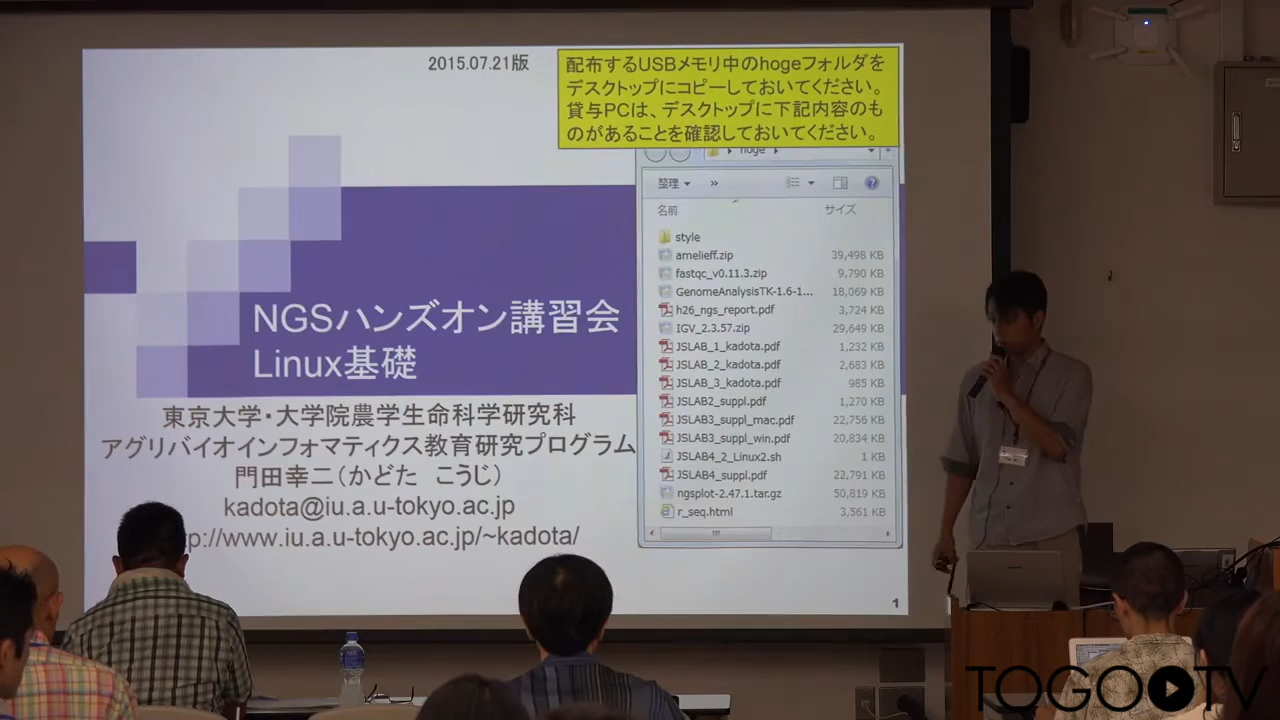 2015.07.21版
配布するUSBメモリ中のhogeフォルダを
デスクトップにコピーしておいてください。
貸与PCは、デスクトップに下記内容のも
のがあることを確認しておいてください。
hoge
整理
名前 サイズ
style
amelieff.zip 39,498 KB
fastqc_v0.11.3.zip 9,790 KB
GenomeAnalysisTK-1.6-1... 18,069 KB
h26_ngs_report.pdf 3,724 KB
IGV_2.3.57.zip 29,649 KB
JSLAB_1_kadota.pdf 1,232 KB
JSLAB_2_kadota.pdf 2,683 KB
JSLAB_3_kadota.pdf 985 KB
JSLAB2_suppl.pdf 1,270 KB
JSLAB3_suppl_mac.pdf 22,756 KB
JSLAB3_suppl_win.pdf 20,834 KB
JSLAB4_2_Linux2.sh 1 KB
JSLAB4_suppl.pdf 22,791 KB
ngsplot-2.47.1.tar.gz 50,819 KB
r_seq.html 3,561 KB
NGSハンズオン講習会
Linux基礎
東京大学・大学院農学生命科学研究科
アグリバイオインフォマティクス教育研究プログラム
門田幸二(かどた こうじ)
kadota@iu.a.u-tokyo.ac.jp
p://www.iu.a.u-tokyo.ac.jp/~kadota/
1
TOGOTV